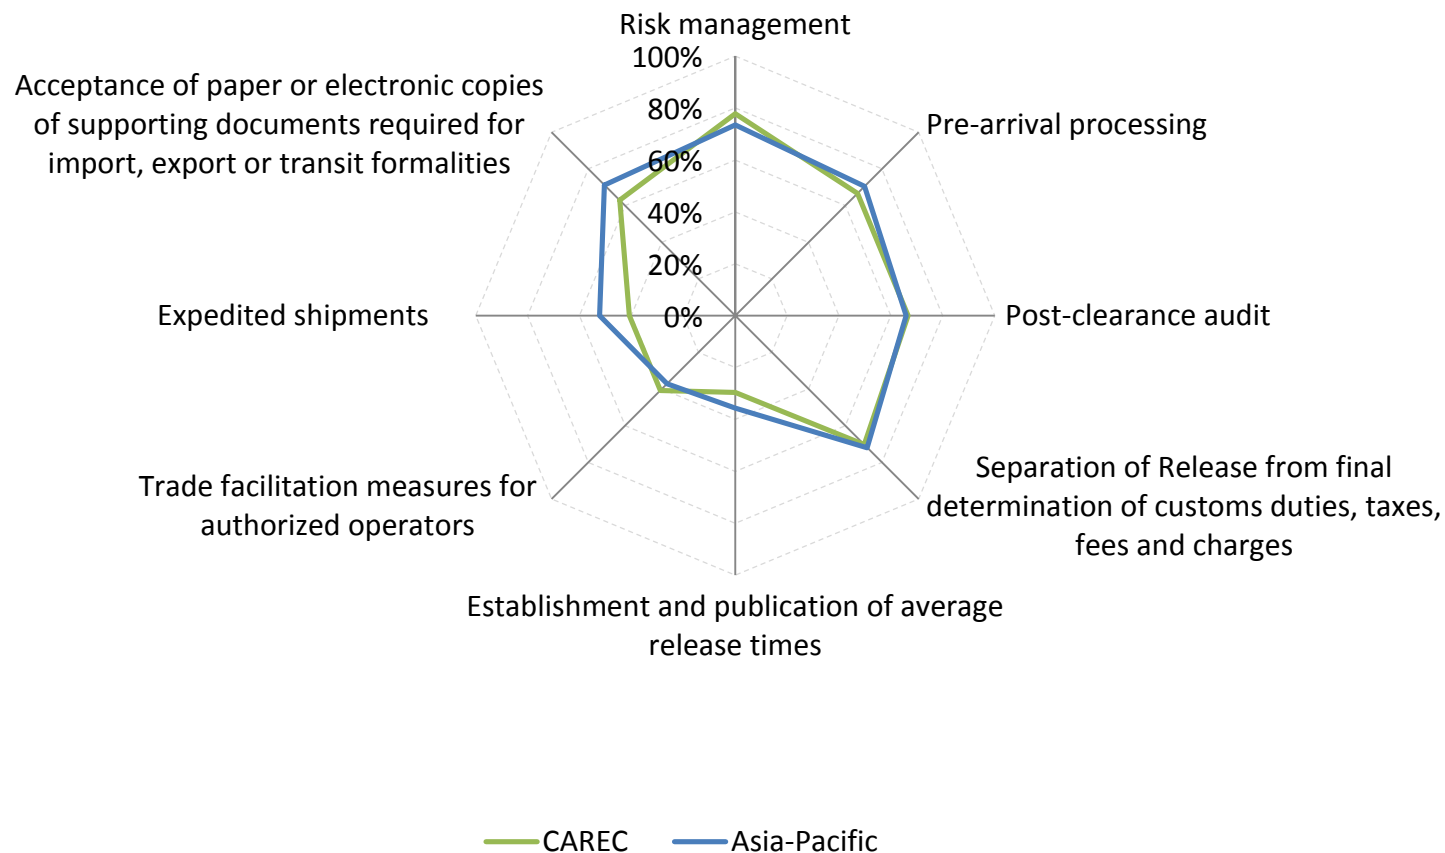 Risk management
100%
80%
60%
40%
20%
0%
Pre-arrival processing
Post-clearance audit
Separation of Release from final
determination of customs duties, taxes,
fees and charges
Establishment and publication of average
release times
Trade facilitation measures for
authorized operators
Expedited shipments
Acceptance of paper or electronic copies
of supporting documents required for
import, export or transit formalities
CAREC
Asia-Pacific